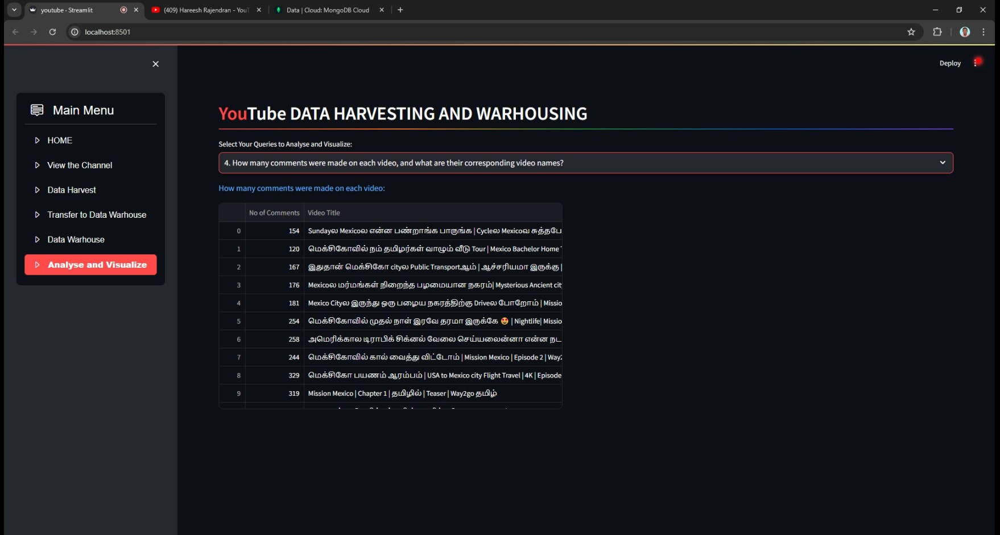 youtube · Streamlit
(409) Hareesh Rajendran - YouT
Data | Cloud: MongoDB Cloud
localhost:8501
Deploy
Main Menu
HOME
View the Channel
Data Harvest
Transfer to Data Warhouse
Data Warhouse
Analyse and Visualize
YouTube DATA HARVESTING AND WARHOUSING
Select Your Queries to Analyse and Visualize:
4. How many comments were made on each video, and what are their corresponding video names?
How many comments were made on each video:
No of Comments Video Title
0 154 Sundayல Mexicoல என்ன பண்றாங்க பாருங்க | Cycleல Mexicoவ சுத்தபோ
1 120 மெக்சிகோவில் நம் தமிழர்கள் வாழும் வீடு Tour | Mexico Bachelor Home
2 167 இதுதான் மெக்சிகோ cityல Public Transportஆம் | ஆச்சரியமா இருக்கு |
3 176 Mexicoல மர்மங்கள் நிறைந்த பழமையான நகரம்| Mysterious Ancient cit
4 181 Mexico Cityல இருந்து ஒரு பழைய நகரத்திற்கு Driveல போறோம் | Missio
5 254 மெக்சிகோவில் முதல் நாள் இரவே தரமா இருக்கே 🤩 | Nightlife| Missio
6 258 அமெரிக்கால டிராபிக் சிக்னல் வேலை செய்யலைன்னா என்ன நட
7 244 மெக்சிகோவில் கால் வைத்து விட்டோம் | Mission Mexico | Episode 2 | Way2
8 329 மெக்சிகோ பயணம் ஆரம்பம் | USA to Mexico city Flight Travel | 4K | Episode
9 319 Mission Mexico | Chapter 1 | தமிழில் | Teaser | Way2go தமிழ்